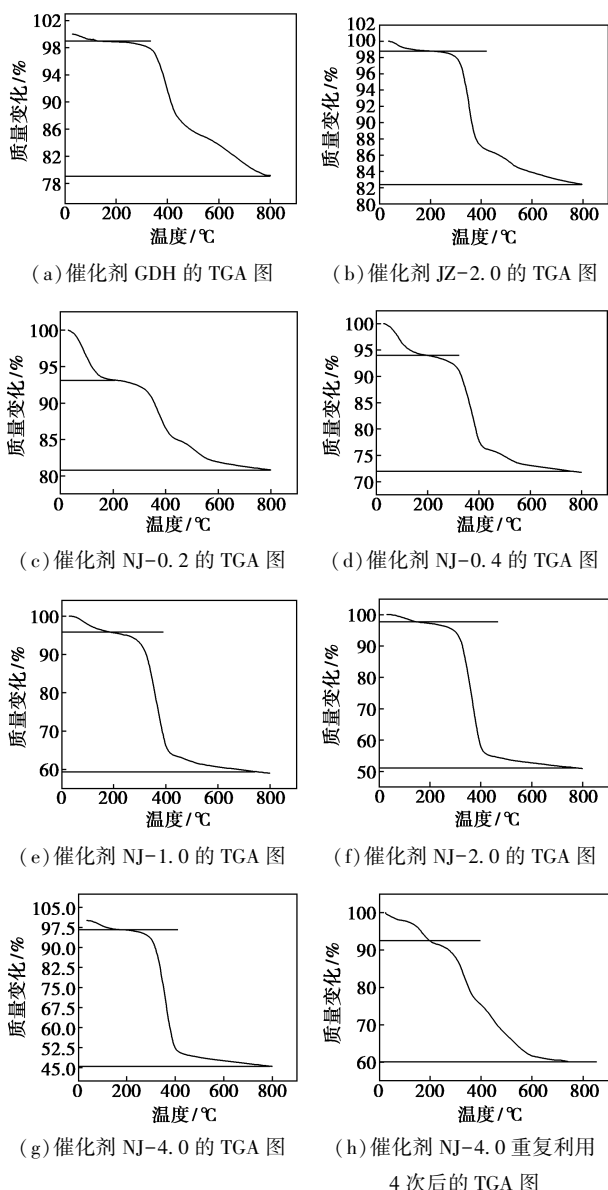 102
98
94
90
86
82
78
0 200 400 600 800
质量变化/%
温度/℃
(a)催化剂 GDH 的 TGA 图
102
100
98
96
94
92
90
88
86
84
82
80
0 200 400 600 800
质量变化/%
温度/℃
(b)催化剂 JZ-2.0 的 TGA 图
100
95
90
85
80
0 200 400 600 800
质量变化/%
温度/℃
(c)催化剂 NJ-0.2 的 TGA 图
100
95
90
85
80
75
70
0 200 400 600 800
质量变化/%
温度/℃
(d)催化剂 NJ-0.4 的 TGA 图
100
90
80
70
60
0 200 400 600 800
质量变化/%
温度/℃
(e)催化剂 NJ-1.0 的 TGA 图
100
90
80
70
60
50
0 200 400 600 800
质量变化/%
温度/℃
(f)催化剂 NJ-2.0 的 TGA 图
105.0
97.5
90.0
82.5
75.0
67.5
60.0
52.5
45.0
0 200 400 600 800
质量变化/%
温度/℃
(g)催化剂 NJ-4.0 的 TGA 图
100
90
80
70
60
0 200 400 600 800
质量变化/%
温度/℃
(h)催化剂 NJ-4.0 重复利用
4 次后的 TGA 图